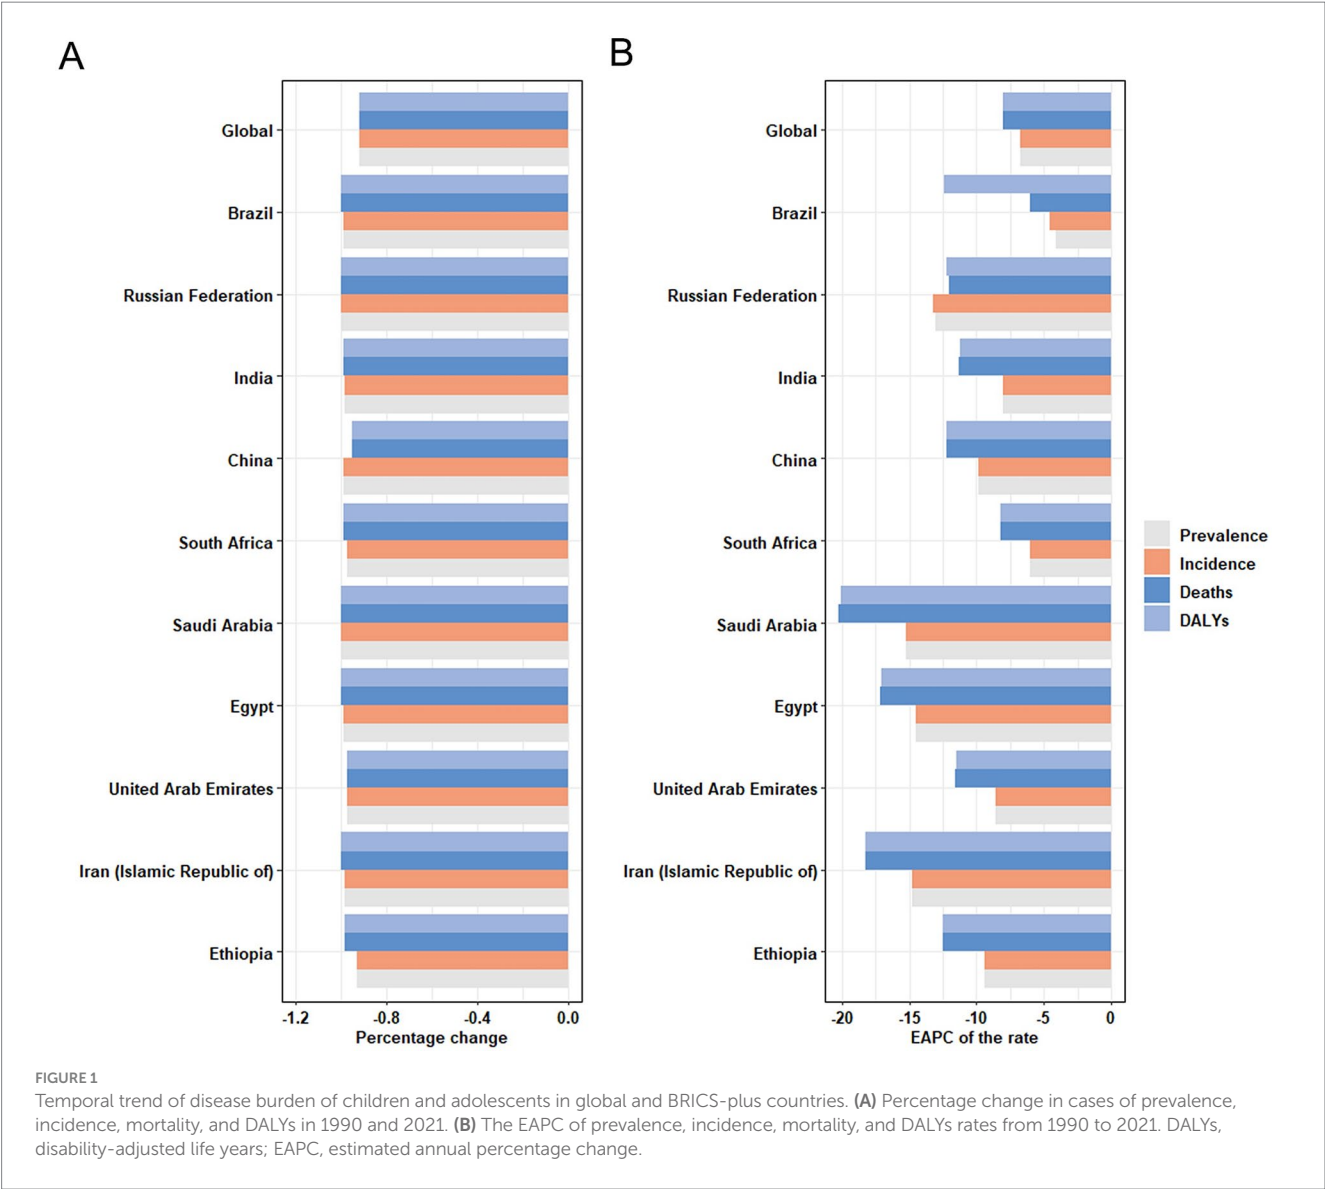 A
B
Global
Brazil
Russian Federation
India
China
South Africa
Saudi Arabia
Egypt
United Arab Emirates
Iran (Islamic Republic of)
Ethiopia
-1.2 -0.8 -0.4 0.0
Percentage change
Global
Brazil
Russian Federation
India
China
South Africa
Saudi Arabia
Egypt
United Arab Emirates
Iran (Islamic Republic of)
Ethiopia
-20 -15 -10 -5 0
EAPC of the rate
Prevalence
Incidence
Deaths
DALYs
FIGURE 1
Temporal trend of disease burden of children and adolescents in global and BRICS-plus countries. (A) Percentage change in cases of prevalence,
incidence, mortality, and DALYs in 1990 and 2021. (B) The EAPC of prevalence, incidence, mortality, and DALYs rates from 1990 to 2021. DALYs,
disability-adjusted life years; EAPC, estimated annual percentage change.